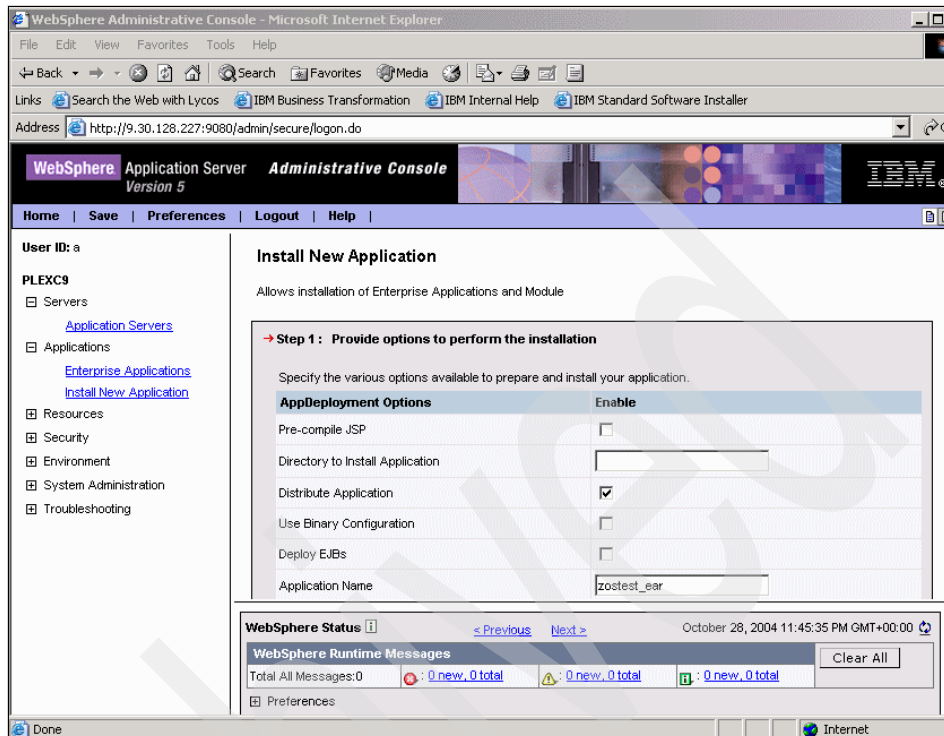 WebSphere Administrative Console - Microsoft Internet Explorer
File Edit View Favorites Tools Help
Back Search Favorites Media
Links Search the Web with Lycos IBM Business Transformation IBM Internal Help IBM Standard Software Installer
Address http://9.30.128.227:9080/admin/secure/logon.do
WebSphere Application Server Administrative Console
Version 5
IBM
Home | Save | Preferences | Logout | Help |
User ID: a
PLEXC9
Servers
Application Servers
Applications
Enterprise Applications
Install New Application
Resources
Security
Environment
System Administration
Troubleshooting
Install New Application
Allows installation of Enterprise Applications and Module
Step 1 : Provide options to perform the installation
Specify the various options available to prepare and install your application.
AppDeployment Options Enable
Pre-compile JSP
Directory to Install Application
Distribute Application
Use Binary Configuration
Deploy EJBs
Application Name zostest_ear
WebSphere Status < Previous Next > October 28, 2004 11:45:35 PM GMT+00:00
WebSphere Runtime Messages
Clear All
Total All Messages:0 : 0 new, 0 total : 0 new, 0 total : 0 new, 0 total
Preferences
Done Internet